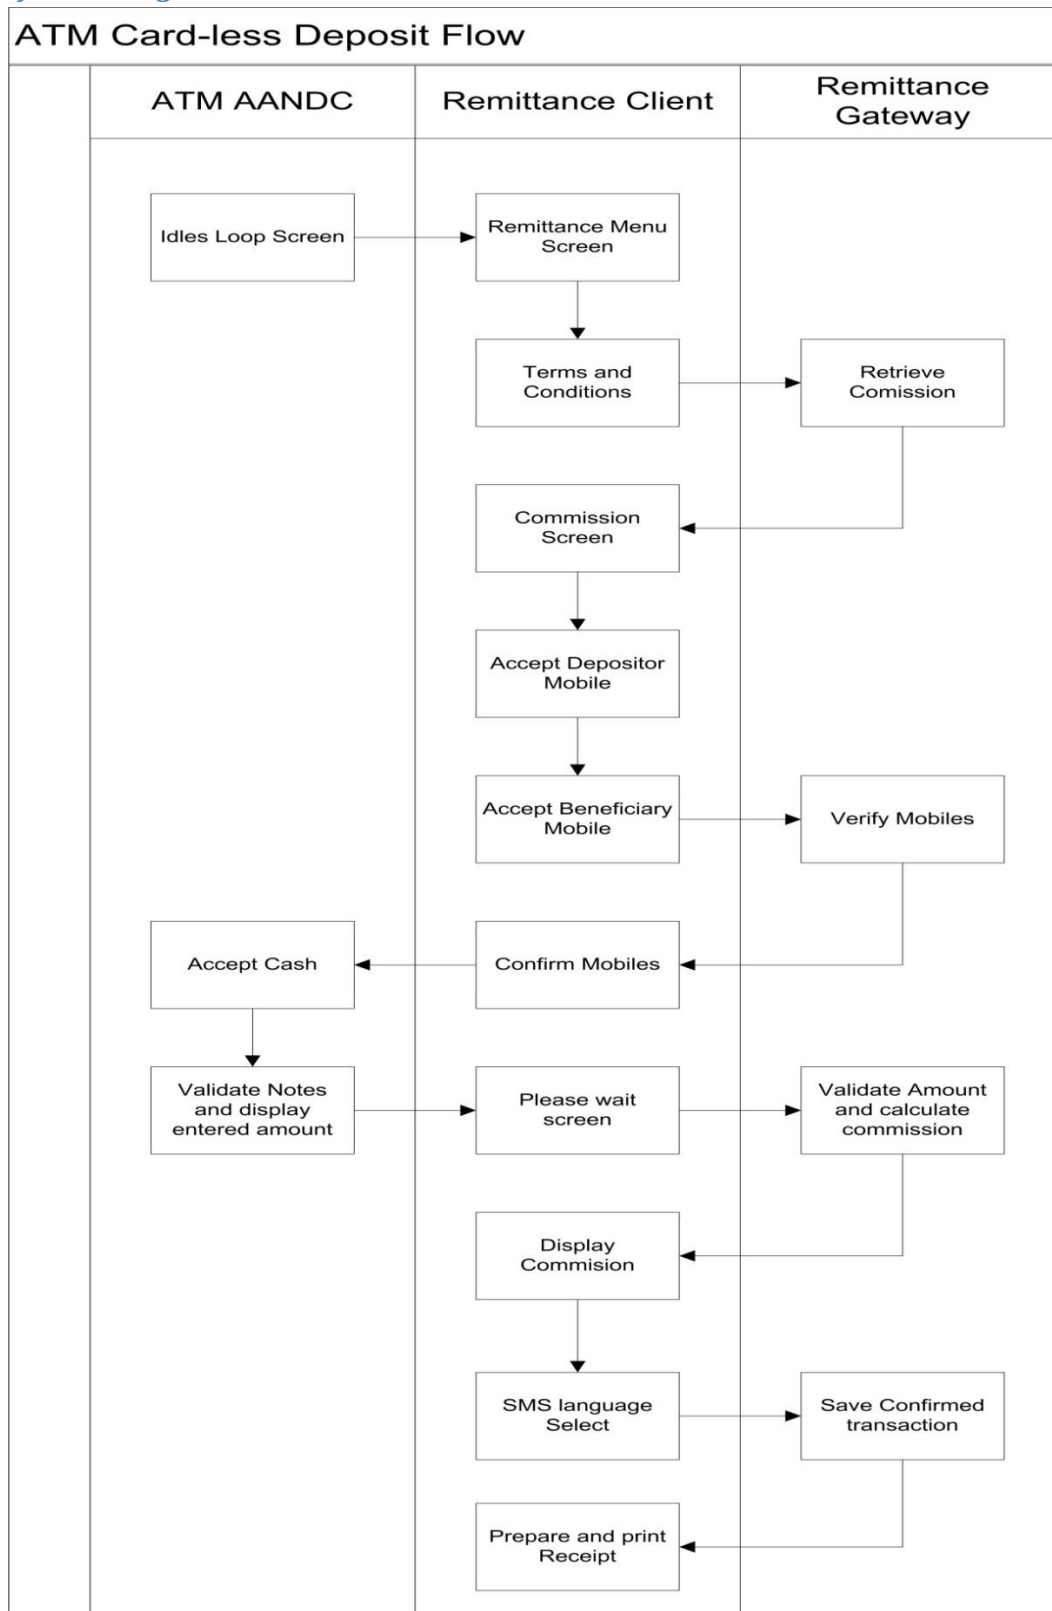 ATM Card-less Deposit Flow
ATM AANDC
Remittance Client
Remittance
Gateway
Idles Loop Screen
Remittance Menu
Screen
Terms and
Conditions
Retrieve
Comission
Commission
Screen
Accept Depositor
Mobile
Accept Beneficiary
Mobile
Verify Mobiles
Accept Cash
Confirm Mobiles
Validate Notes
and display
entered amount
Please wait
screen
Validate Amount
and calculate
commission
Display
Commision
SMS language
Select
Save Confirmed
transaction
Prepare and print
Receipt